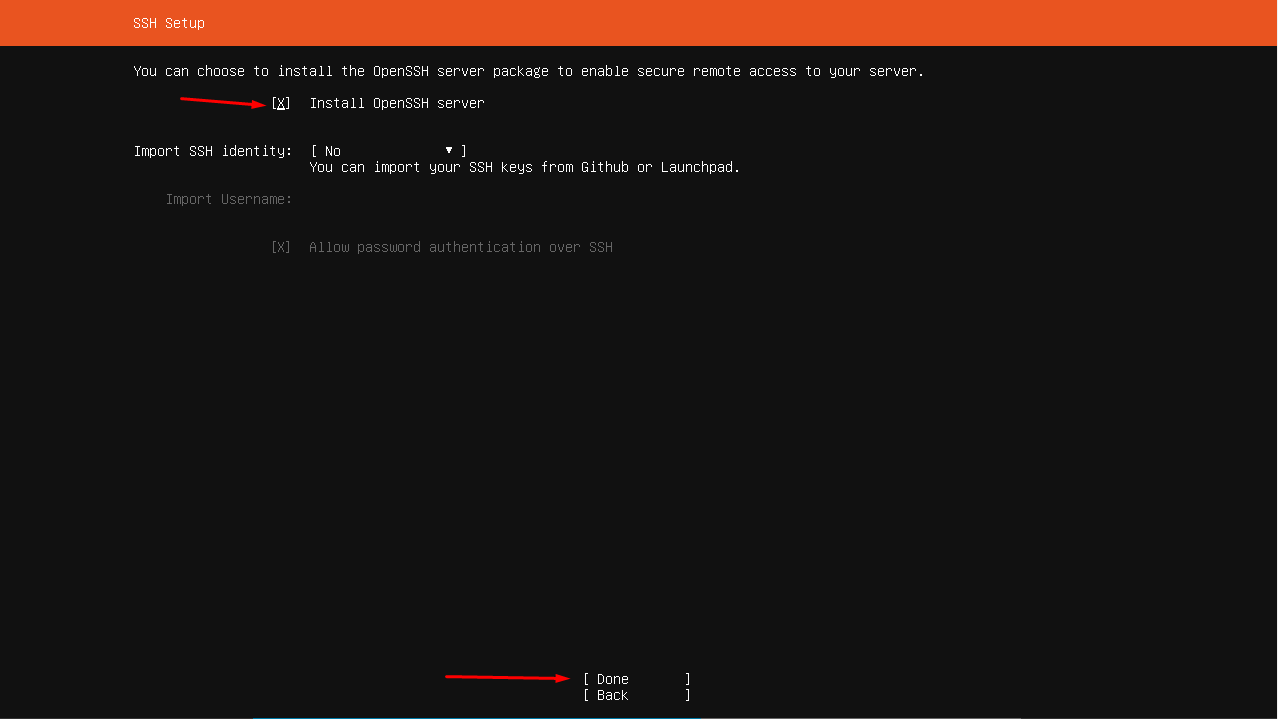 SSH Setup
You can choose to install the OpenSSH server package to enable secure remote access to your server.
[X] Install OpenSSH server
Import SSH identity: [ No ▼ ]
You can import your SSH keys from Github or Launchpad.
Import Username:
[X] Allow password authentication over SSH
[ Done ]
[ Back ]